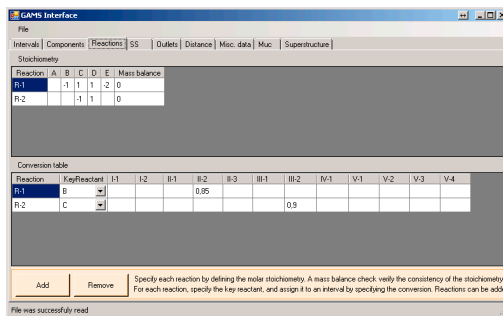 GAMS Interface
File
Intervals Components Reactions SS Outlets Distance Misc. data Muc Superstructure
Stoichiometry
Reaction A B C D E Mass balance
R-1 -1 1 1 -2 0
R-2 -1 1 0
Conversion table
Reaction KeyReactant I-1 I-2 II-1 II-2 II-3 III-1 III-2 IV-1 V-1 V-2 V-3 V-4
R-1 B 0,85
R-2 C 0,9
Add Remove
Specify each reaction by defining the molar stoichiometry. A mass balance check verify the consistency of the stoichiometry
For each reaction, specify the key reactant, and assign it to an interval by specifying the conversion. Reactions can be adde
File was successfuly read